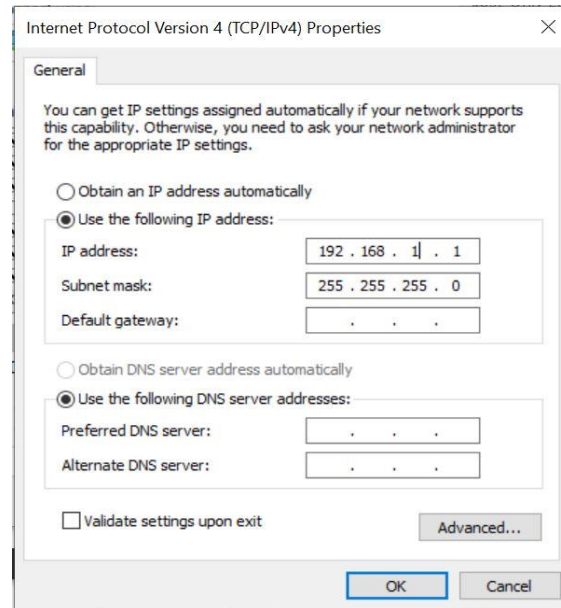 Internet Protocol Version 4 (TCP/IPv4) Properties
General
You can get IP settings assigned automatically if your network supports
this capability. Otherwise, you need to ask your network administrator
for the appropriate IP settings.
Obtain an IP address automatically
Use the following IP address:
IP address: 192 . 168 . 1 . 1
Subnet mask: 255 . 255 . 255 . 0
Default gateway: . . .
Obtain DNS server address automatically
Use the following DNS server addresses:
Preferred DNS server: . . .
Alternate DNS server: . . .
Validate settings upon exit
Advanced...
OK Cancel